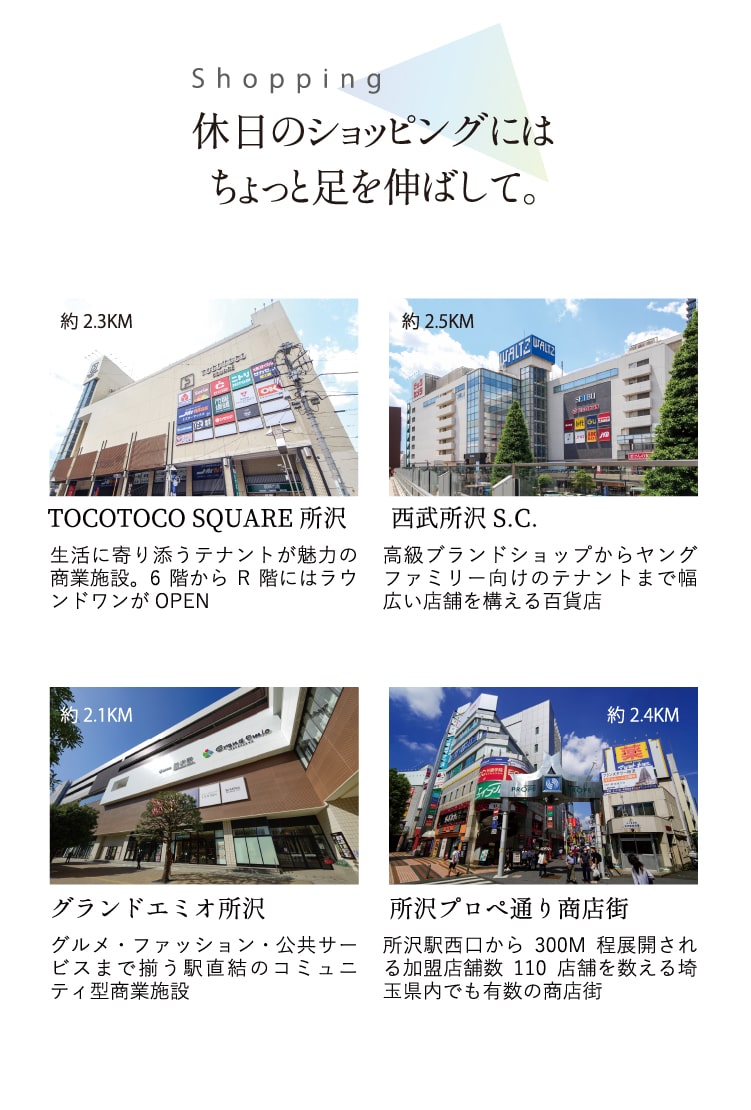 Shopping
休日のショッピングには
ちょっと足を伸ばして。
約 2.3KM
TOCOTOCO
SQUARE
OK
TOCOTOCO SQUARE 所沢
生活に寄り添うテナントが魅力の
商業施設。6 階から R 階にはラウ
ンドワンが OPEN
約 2.5KM
WALTZ WALTZ
SEIBU
西武所沢 S.C.
高級ブランドショップからヤング
ファミリー向けのテナントまで幅
広い店舗を構える百貨店
約 2.1KM
Grand Emio
グランドエミオ所沢
グルメ・ファッション・公共サー
ビスまで揃う駅直結のコミュニ
ティ型商業施設
約 2.4KM
PROPE
所沢プロペ通り商店街
所沢駅西口から 300M 程展開され
る加盟店舗数 110 店舗を数える埼
玉県内でも有数の商店街